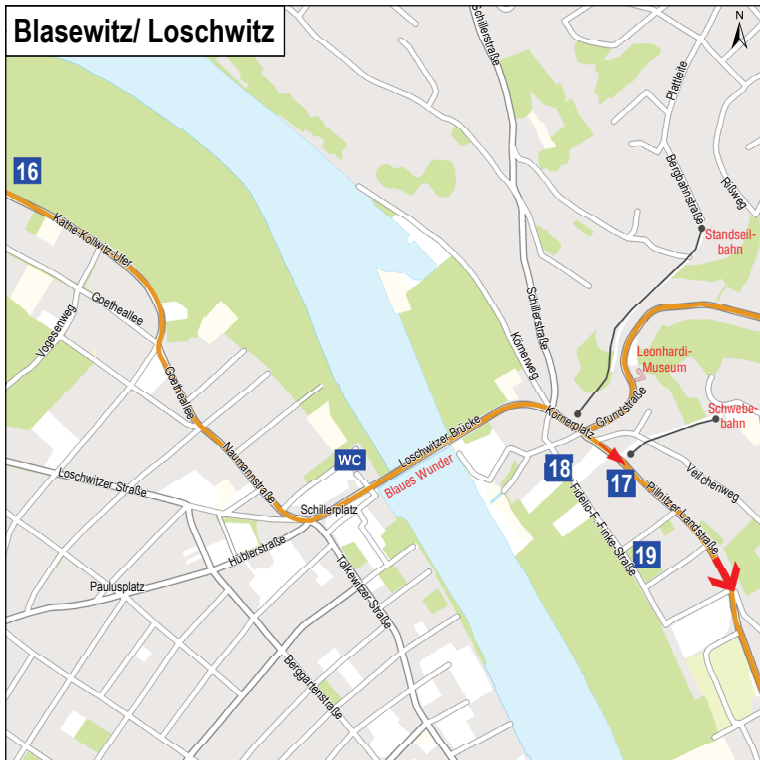 Blasewitz/ Loschwitz
N
Schillerstraße
Plattleite
Bergbahnstraße
Rißweg
16
Käthe-Kollwitz-Ufer
Standseil-
bahn
Goetheallee
Vogesenweg
Schillerstraße
Körnerweg
Leonhardi-
Museum
Goetheallee
Körnerplatz
Grundstraße
Schwebe-
bahn
Naumannstraße
Loschwitzer Brücke
WC
Blaues Wunder
18
17
Loschwitzer Straße
Veilchenweg
Schillerplatz
Pillnitzer Landstraße
Fidelio-F.-Finke-Straße
Hüblerstraße
19
Tolkewitzer Straße
Paulusplatz
Berggartenstraße